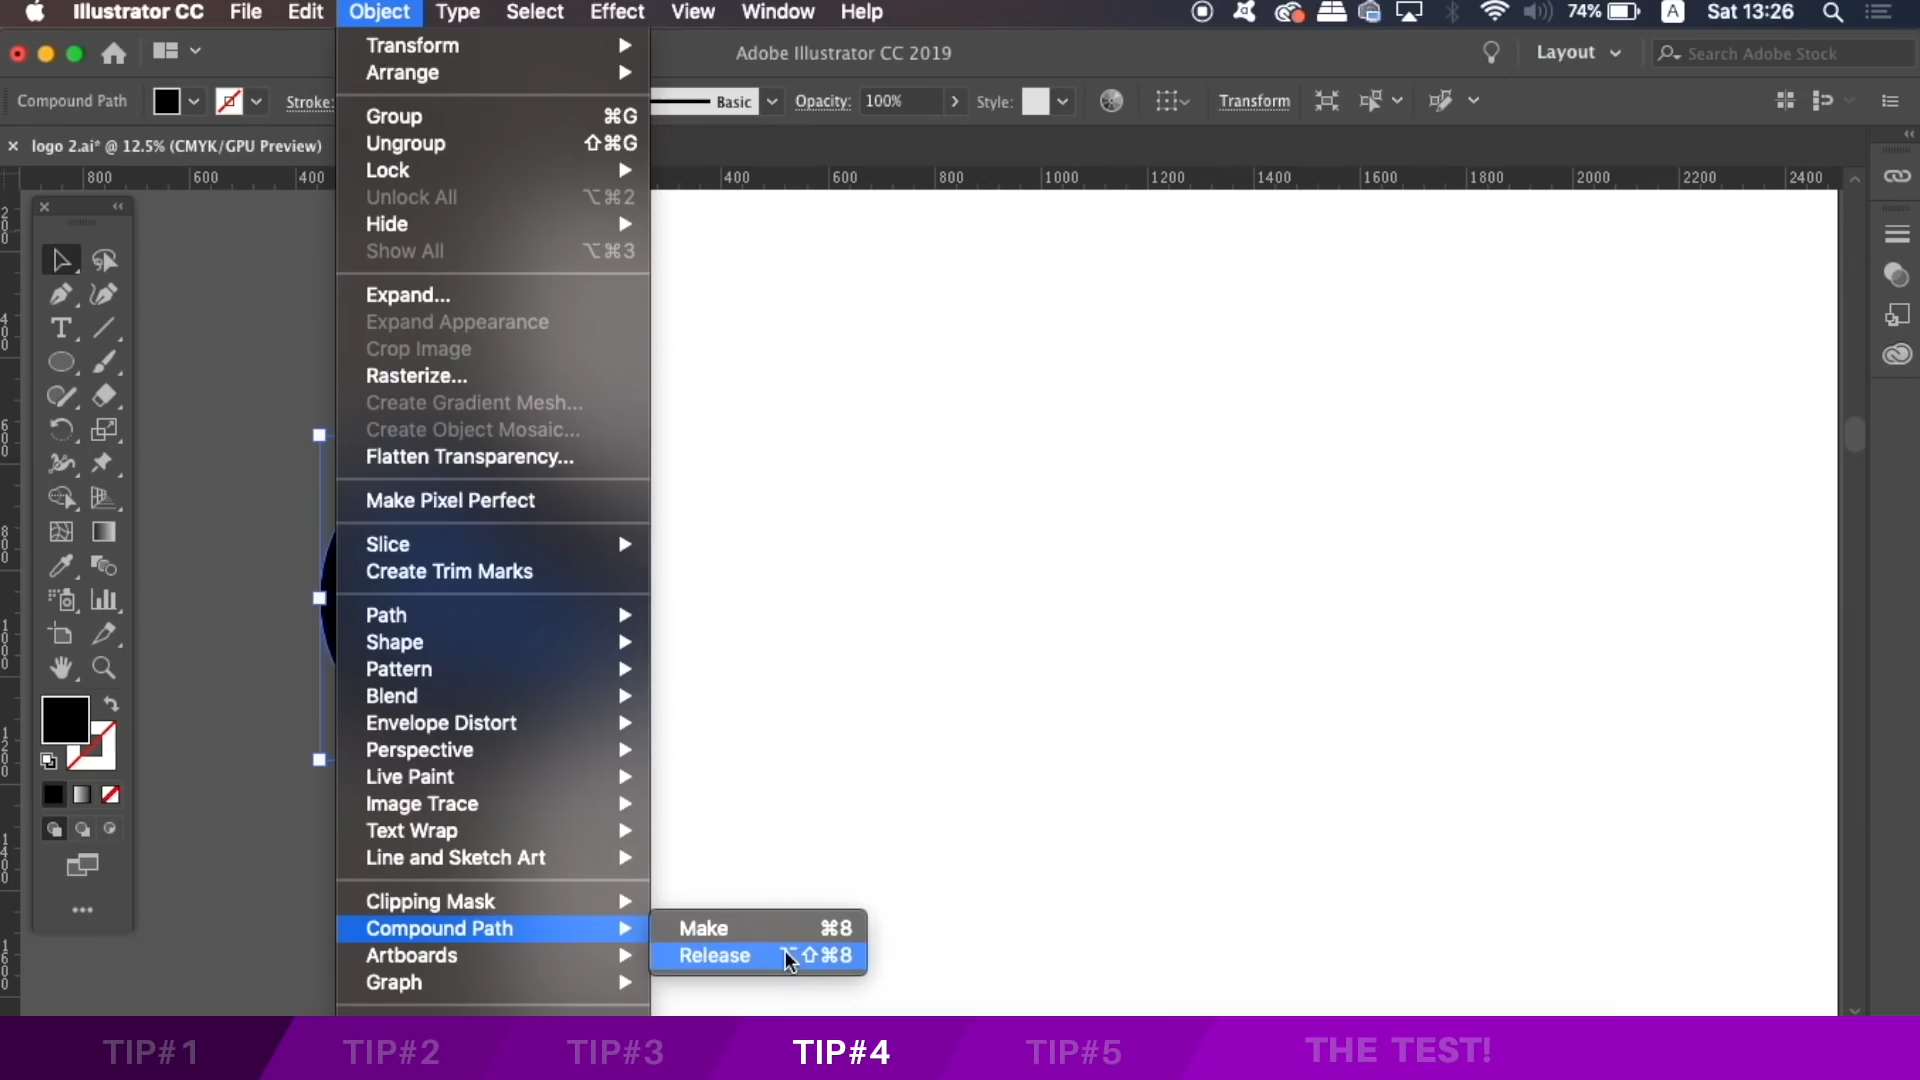 Illustrator CC File Edit Object Type Select Effect View Window Help 74% A Sat 13:26
Adobe Illustrator CC 2019 Layout Search Adobe Stock
Compound Path Stroke: Basic Opacity: 100% Style: Transform
× logo 2.ai* @ 12.5% (CMYK/GPU Preview)
800 600 400 400 600 800 1000 1200 1400 1600 1800 2000 2200 2400
Transform
Arrange
Group ⌘G
Ungroup ⇧⌘G
Lock
Unlock All ⌥⌘2
Hide
Show All ⌥⌘3
Expand...
Expand Appearance
Crop Image
Rasterize...
Create Gradient Mesh...
Create Object Mosaic...
Flatten Transparency...
Make Pixel Perfect
Slice
Create Trim Marks
Path
Shape
Pattern
Blend
Envelope Distort
Perspective
Live Paint
Image Trace
Text Wrap
Line and Sketch Art
Clipping Mask
Compound Path
Artboards
Graph
Make ⌘8
Release ⌥⇧⌘8
TIP#1 TIP#2 TIP#3 TIP#4 TIP#5 THE TEST!